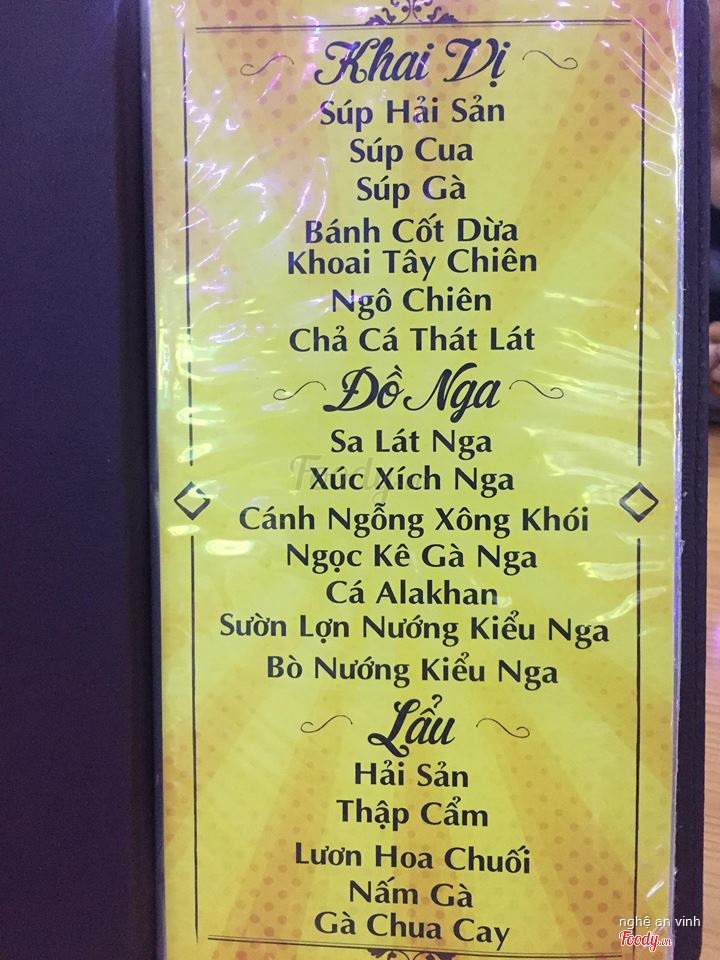 Khai Vị
Súp Hải Sản
Súp Cua
Súp Gà
Bánh Cốt Dừa
Khoai Tây Chiên
Ngô Chiên
Chả Cá Thát Lát
Đồ Nga
Sa Lát Nga
Foody
Xúc Xích Nga
Cánh Ngỗng Xông Khói
Ngọc Kê Gà Nga
Cá Alakhan
Sườn Lợn Nướng Kiểu Nga
Bò Nướng Kiểu Nga
Lẩu
Hải Sản
Thập Cẩm
Lươn Hoa Chuối
Nấm Gà
Gà Chua Cay
nghệ an vinh
Foody.vn